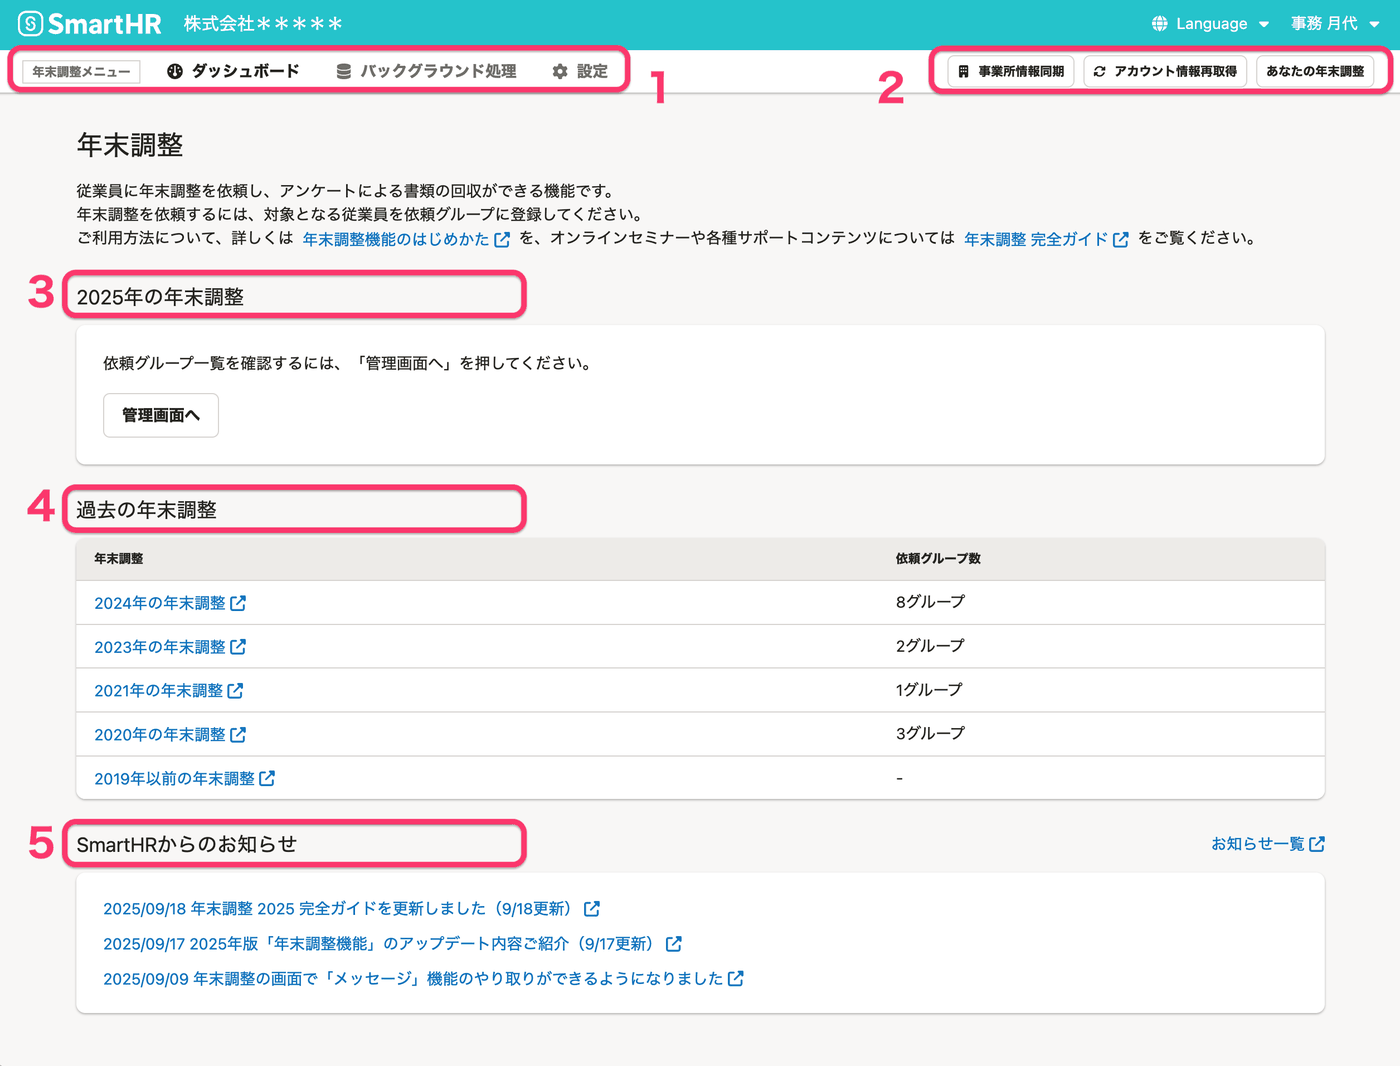 SmartHR 株式会社＊＊＊＊＊ Language 事務 月代
年末調整メニュー ダッシュボード バックグラウンド処理 設定 1 2 事業所情報同期 アカウント情報再取得 あなたの年末調整
年末調整
従業員に年末調整を依頼し、アンケートによる書類の回収ができる機能です。
年末調整を依頼するには、対象となる従業員を依頼グループに登録してください。
ご利用方法について、詳しくは 年末調整機能のはじめかた を、オンラインセミナーや各種サポートコンテンツについては 年末調整 完全ガイド をご覧ください。
3 2025年の年末調整
依頼グループ一覧を確認するには、「管理画面へ」を押してください。
管理画面へ
4 過去の年末調整
年末調整 依頼グループ数
2024年の年末調整 8グループ
2023年の年末調整 2グループ
2021年の年末調整 1グループ
2020年の年末調整 3グループ
2019年以前の年末調整 -
5 SmartHRからのお知らせ お知らせ一覧
2025/09/18 年末調整 2025 完全ガイドを更新しました（9/18更新）
2025/09/17 2025年版「年末調整機能」のアップデート内容ご紹介（9/17更新）
2025/09/09 年末調整の画面で「メッセージ」機能のやり取りができるようになりました